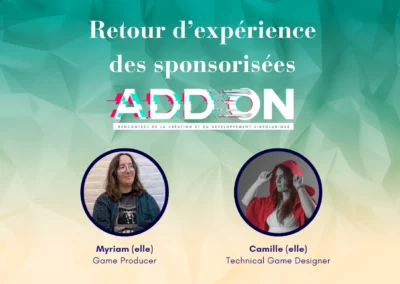 Retour d'expérience
des sponsorisées
ADDON
RENCONTRES DE LA CRÉATION ET DU DÉVELOPPEMENT VIDÉOLUDIQUE
Myriam (elle)
Game Producer
Camille (elle)
Technical Game Designer